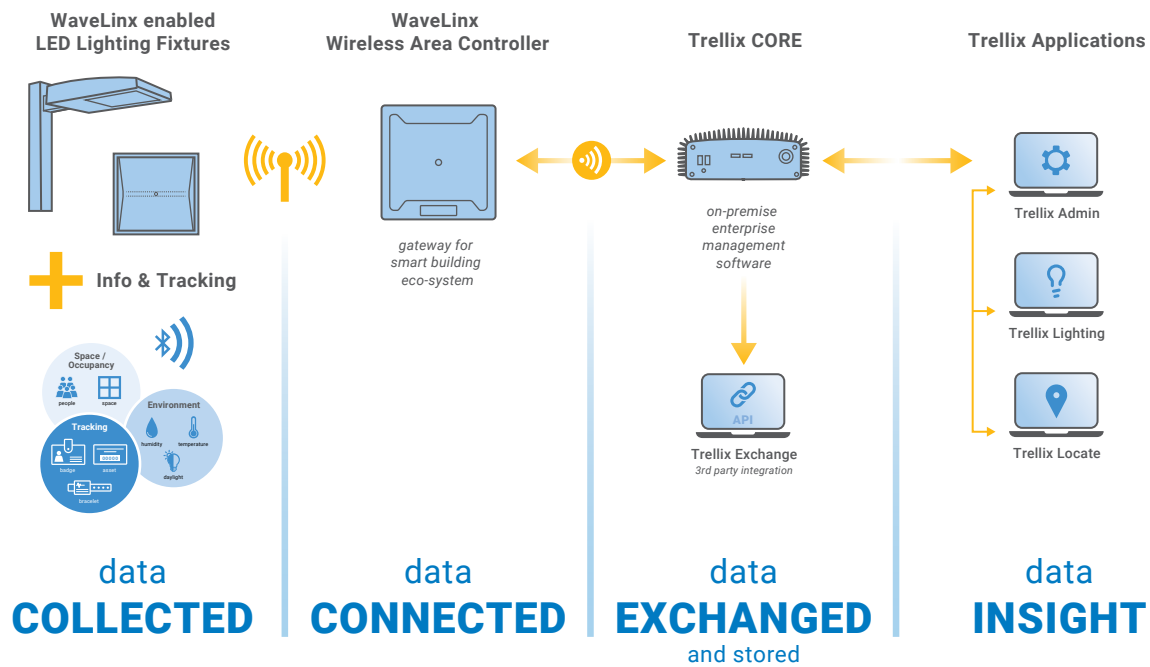 WaveLinx enabled
LED Lighting Fixtures
Info & Tracking
Space /
Occupancy
people
space
Environment
humidity
temperature
daylight
Tracking
badge
asset
bracelet
data
COLLECTED
WaveLinx
Wireless Area Controller
gateway for
smart building
eco-system
data
CONNECTED
Trellix CORE
on-premise
enterprise
management
software
API
Trellix Exchange
3rd party integration
data
EXCHANGED
and stored
Trellix Applications
Trellix Admin
Trellix Lighting
Trellix Locate
data
INSIGHT